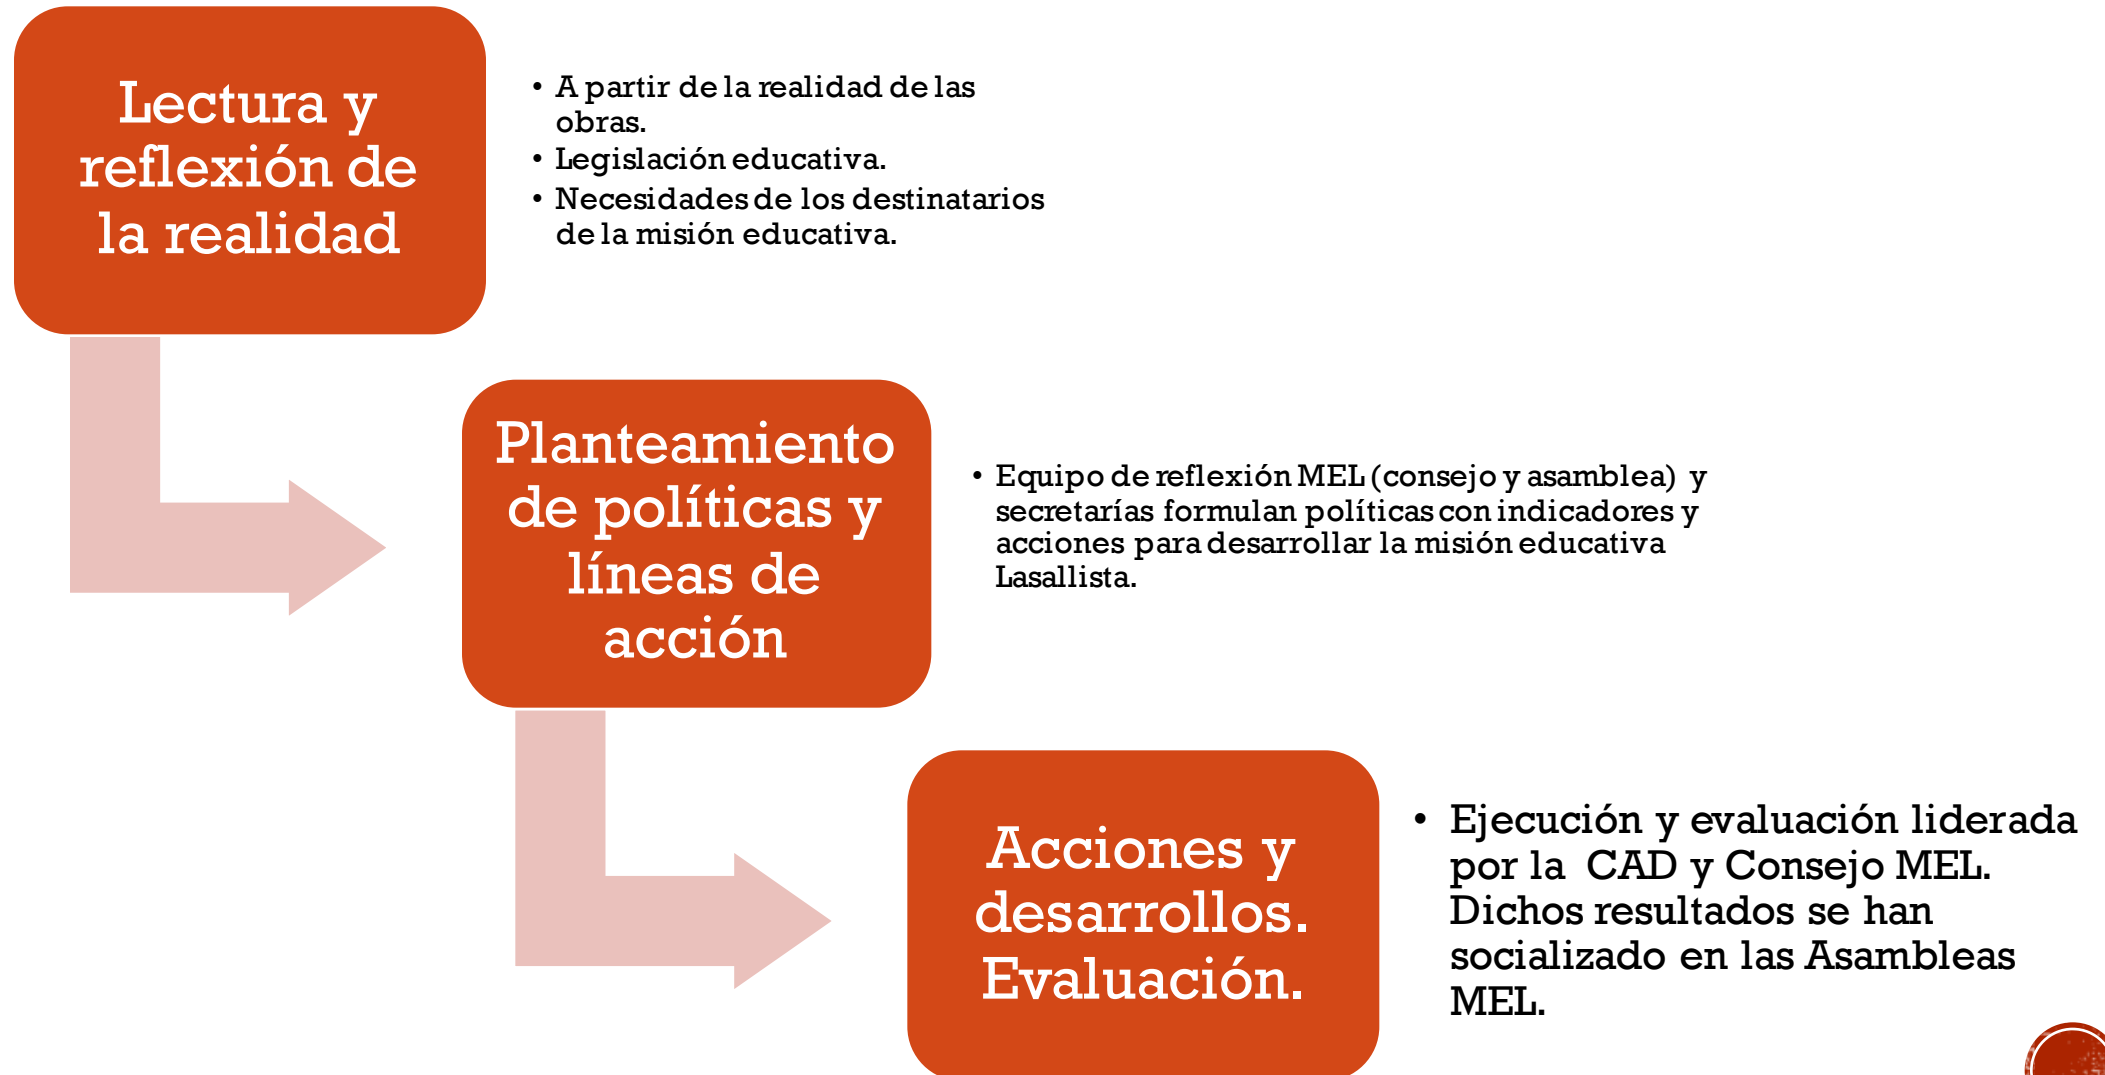 Lectura y
reflexión de
la realidad
• A partir de la realidad de las
obras.
• Legislación educativa.
• Necesidades de los destinatarios
de la misión educativa.
Planteamiento
de políticas y
líneas de
acción
• Equipo de reflexión MEL (consejo y asamblea) y
secretarías formulan políticas con indicadores y
acciones para desarrollar la misión educativa
Lasallista.
Acciones y
desarrollos.
Evaluación.
• Ejecución y evaluación liderada
por la CAD y Consejo MEL.
Dichos resultados se han
socializado en las Asambleas
MEL.